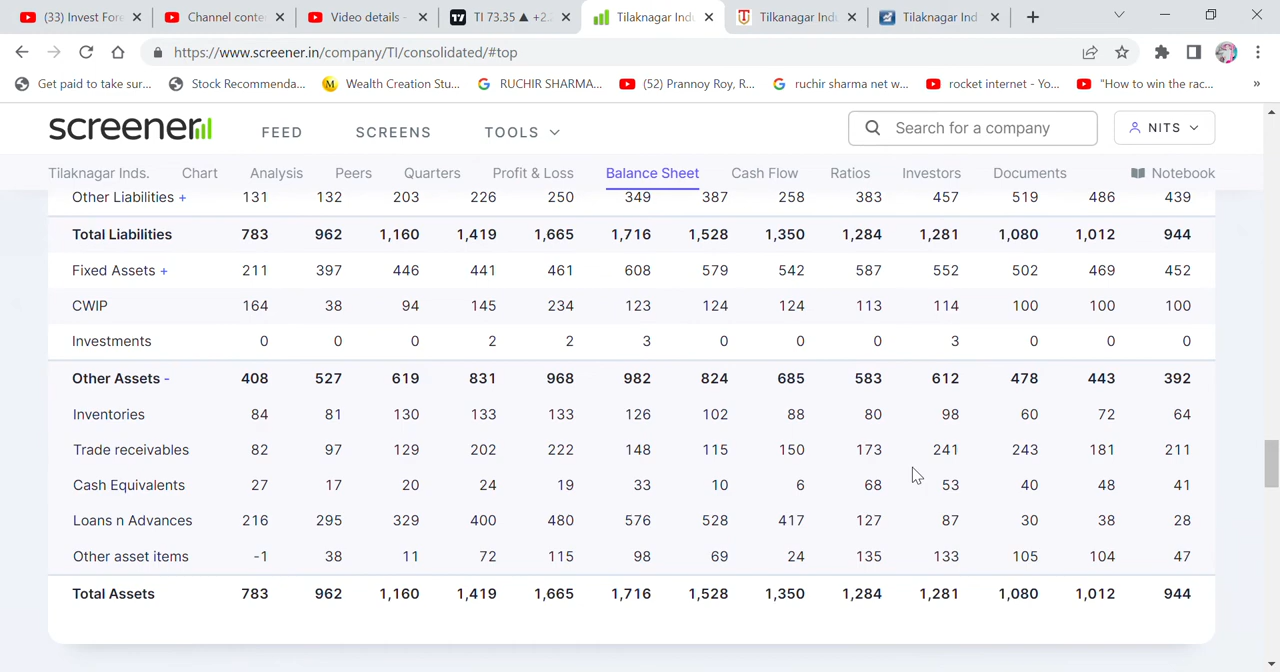 (33) Invest For
Channel conte
Video details -
TI 73.35 ▲ +2.
Tilaknagar Indu
Tilkanagar Indu
Tilaknagar Ind
https://www.screener.in/company/TI/consolidated/#top
Get paid to take sur...
Stock Recommenda...
Wealth Creation Stu...
RUCHIR SHARMA...
(52) Prannoy Roy, R...
ruchir sharma net w...
rocket internet - Yo...
"How to win the rac...
»
screener
FEED
SCREENS
TOOLS
Search for a company
NITS
Tilaknagar Inds. Chart Analysis Peers Quarters Profit & Loss Balance Sheet Cash Flow Ratios Investors Documents Notebook
Other Liabilities + 131 132 203 226 250 349 387 258 383 457 519 486 439
Total Liabilities 783 962 1,160 1,419 1,665 1,716 1,528 1,350 1,284 1,281 1,080 1,012 944
Fixed Assets + 211 397 446 441 461 608 579 542 587 552 502 469 452
CWIP 164 38 94 145 234 123 124 124 113 114 100 100 100
Investments 0 0 0 2 2 3 0 0 0 3 0 0 0
Other Assets - 408 527 619 831 968 982 824 685 583 612 478 443 392
Inventories 84 81 130 133 133 126 102 88 80 98 60 72 64
Trade receivables 82 97 129 202 222 148 115 150 173 241 243 181 211
Cash Equivalents 27 17 20 24 19 33 10 6 68 53 40 48 41
Loans n Advances 216 295 329 400 480 576 528 417 127 87 30 38 28
Other asset items -1 38 11 72 115 98 69 24 135 133 105 104 47
Total Assets 783 962 1,160 1,419 1,665 1,716 1,528 1,350 1,284 1,281 1,080 1,012 944